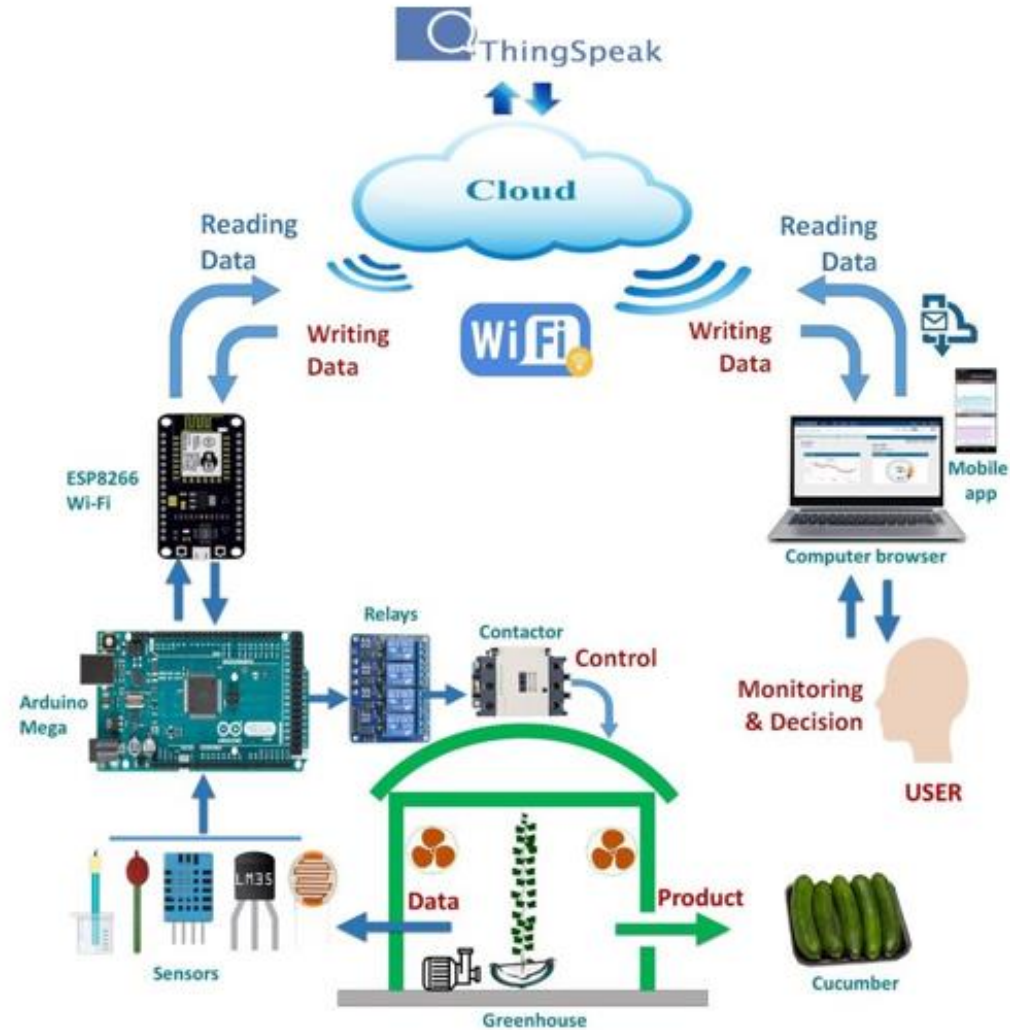 ThingSpeak
Cloud
Reading
Data
Reading
Data
Writing
Data
WiFi
Writing
Data
ESP8266
Wi-Fi
Mobile
app
Computer browser
Relays
Contactor
Control
Arduino
Mega
Monitoring
& Decision
USER
LM35
Data
Product
Sensors
Cucumber
Greenhouse